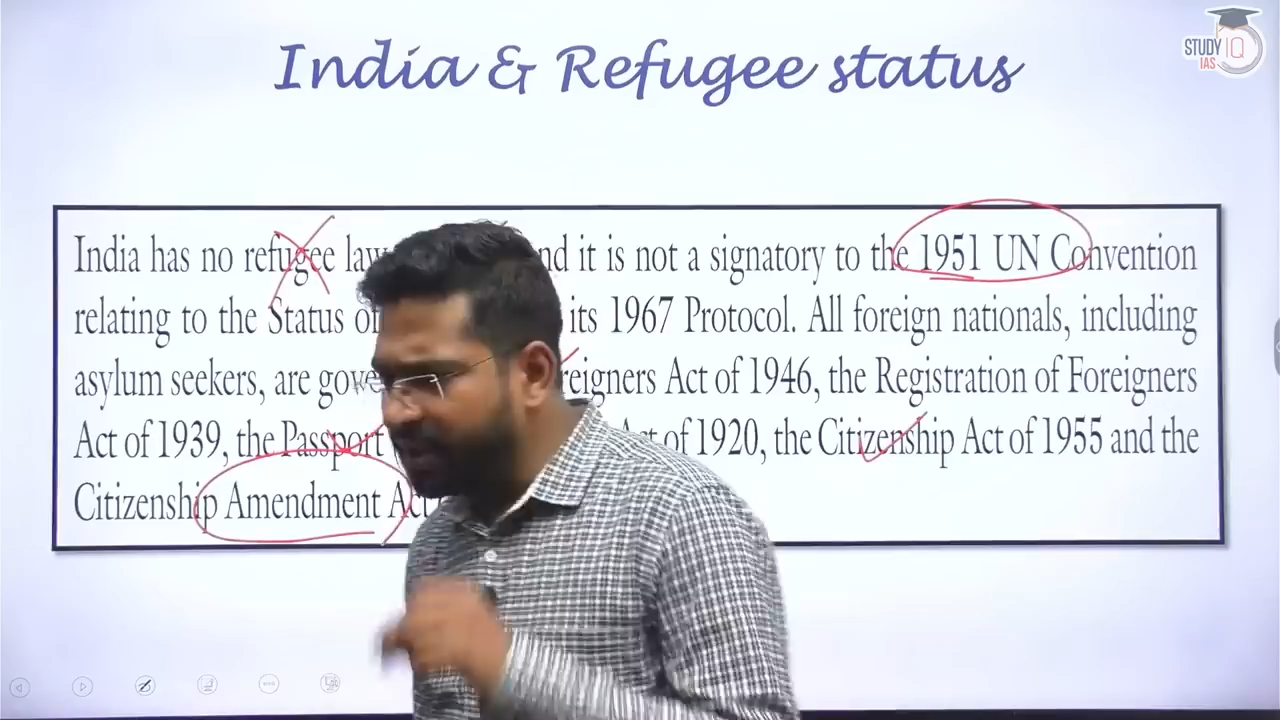 India & Refugee status
STUDY IQ
IAS
India has no refugee law nd it is not a signatory to the 1951 UN Convention
relating to the Status of its 1967 Protocol. All foreign nationals, including
asylum seekers, are gove reigners Act of 1946, the Registration of Foreigners
Act of 1939, the Passport Act of 1920, the Citizenship Act of 1955 and the
Citizenship Amendment Act